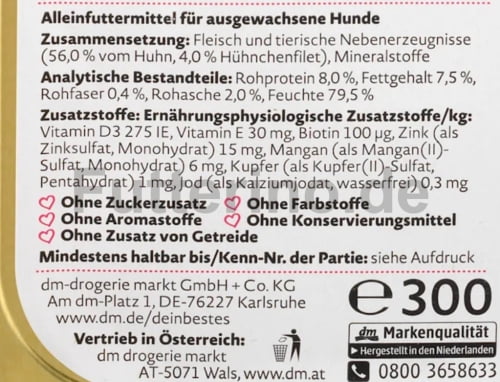 Alleinfuttermittel für ausgewachsene Hunde
Zusammensetzung: Fleisch und tierische Nebenerzeugnisse
(56,0 % vom Huhn, 4,0 % Hühnchenfilet), Mineralstoffe
Analytische Bestandteile: Rohprotein 8,0 %, Fettgehalt 7,5 %,
Rohfaser 0,4 %, Rohasche 2,0 %, Feuchte 79,5 %
Zusatzstoffe: Ernährungsphysiologische Zusatzstoffe/kg:
Vitamin D3 275 IE, Vitamin E 30 mg, Biotin 100 µg, Zink (als
Zinksulfat, Monohydrat) 15 mg, Mangan (als Mangan(II)-
Sulfat, Monohydrat) 6 mg, Kupfer (als Kupfer(II)-Sulfat,
Pentahydrat) 1 mg, Jod (als Kalziumjodat, wasserfrei) 0,3 mg
Futterino.de
Ohne Zuckerzusatz Ohne Farbstoffe
Ohne Aromastoffe Ohne Konservierungsmittel
Ohne Zusatz von Getreide
Mindestens haltbar bis/Kenn-Nr. der Partie: siehe Aufdruck
dm-drogerie markt GmbH + Co. KG
Am dm-Platz 1, DE-76227 Karlsruhe
www.dm.de/deinbestes
Vertrieb in Österreich:
dm drogerie markt
AT-5071 Wals, www.dm.at
℮ 300
dm Markenqualität
Hergestellt in den Niederlanden
0800 3658633